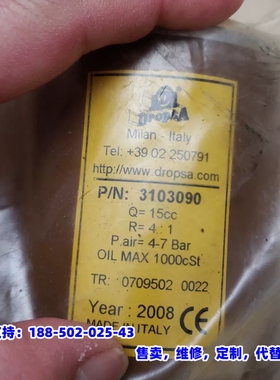 DROPSA
Milan - Italy
Tel: +39 02 250791
http://www.dropsa.com
P/N: 3103090
Q= 15cc
R= 4 : 1
P.air= 4-7 Bar
OIL MAX 1000cSt
TR: 0709502 0022
Year : 2008
MADE IN ITALY CE
持：188-502-025-43
售卖，维修，定制，代替